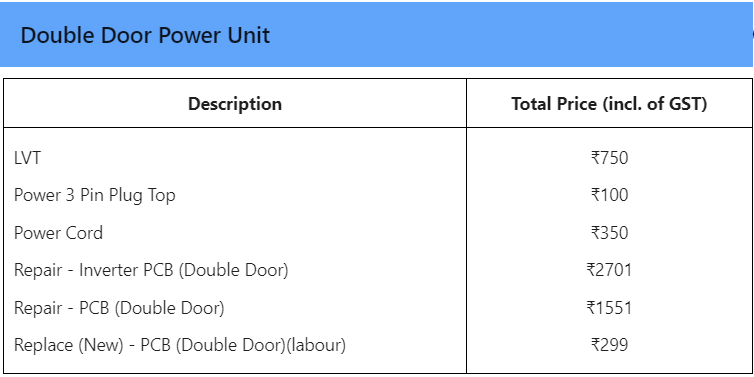 Double Door Power Unit
Description Total Price (incl. of GST)
LVT ₹750
Power 3 Pin Plug Top ₹100
Power Cord ₹350
Repair - Inverter PCB (Double Door) ₹2701
Repair - PCB (Double Door) ₹1551
Replace (New) - PCB (Double Door)(labour) ₹299